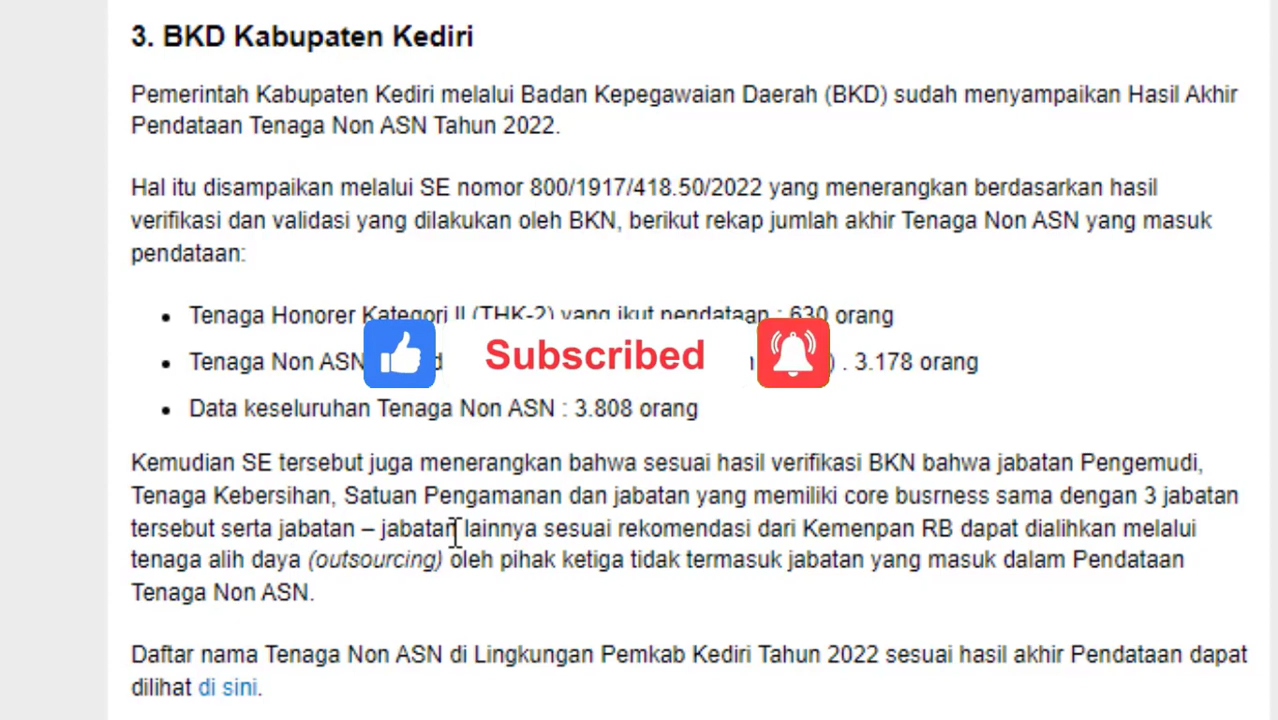 3. BKD Kabupaten Kediri
Pemerintah Kabupaten Kediri melalui Badan Kepegawaian Daerah (BKD) sudah menyampaikan Hasil Akhir
Pendataan Tenaga Non ASN Tahun 2022.
Hal itu disampaikan melalui SE nomor 800/1917/418.50/2022 yang menerangkan berdasarkan hasil
verifikasi dan validasi yang dilakukan oleh BKN, berikut rekap jumlah akhir Tenaga Non ASN yang masuk
pendataan:
• Tenaga Honorer Kategori II (THK-2) yang ikut pendataan : 630 orang
• Tenaga Non ASN 3.178 orang
Subscribed
• Data keseluruhan Tenaga Non ASN : 3.808 orang
Kemudian SE tersebut juga menerangkan bahwa sesuai hasil verifikasi BKN bahwa jabatan Pengemudi,
Tenaga Kebersihan, Satuan Pengamanan dan jabatan yang memiliki core busrness sama dengan 3 jabatan
tersebut serta jabatan – jabatan lainnya sesuai rekomendasi dari Kemenpan RB dapat dialihkan melalui
tenaga alih daya (outsourcing) oleh pihak ketiga tidak termasuk jabatan yang masuk dalam Pendataan
Tenaga Non ASN.
Daftar nama Tenaga Non ASN di Lingkungan Pemkab Kediri Tahun 2022 sesuai hasil akhir Pendataan dapat
dilihat di sini.